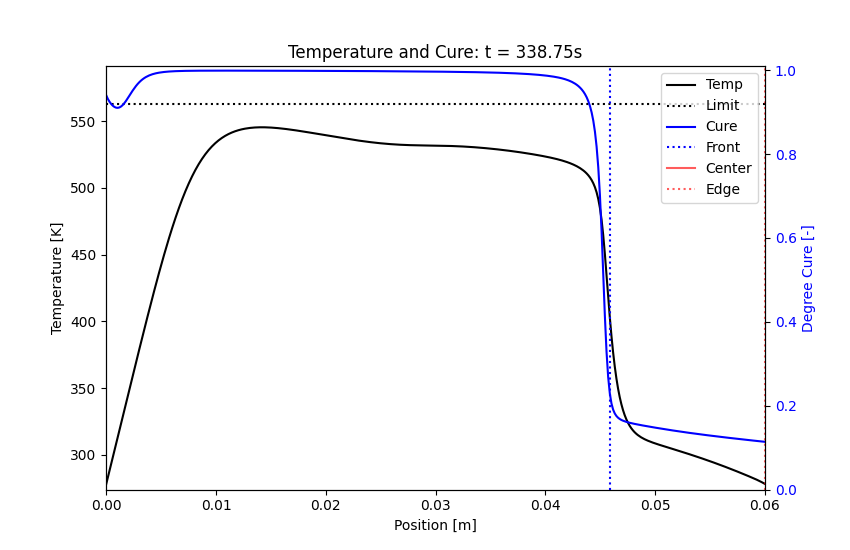 Temperature and Cure: t = 338.75s
Temp
Limit
Cure
Front
Center
Edge
550
500
450
400
350
300
Temperature [K]
1.0
0.8
0.6
0.4
0.2
0.0
Degree Cure [-]
0.00 0.01 0.02 0.03 0.04 0.05 0.06
Position [m]